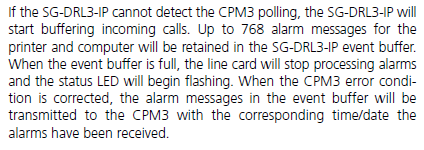 If the SG-DRL3-IP cannot detect the CPM3 polling, the SG-DRL3-IP will
start buffering incoming calls. Up to 768 alarm messages for the
printer and computer will be retained in the SG-DRL3-IP event buffer.
When the event buffer is full, the line card will stop processing alarms
and the status LED will begin flashing. When the CPM3 error condi-
tion is corrected, the alarm messages in the event buffer will be
transmitted to the CPM3 with the corresponding time/date the
alarms have been received.